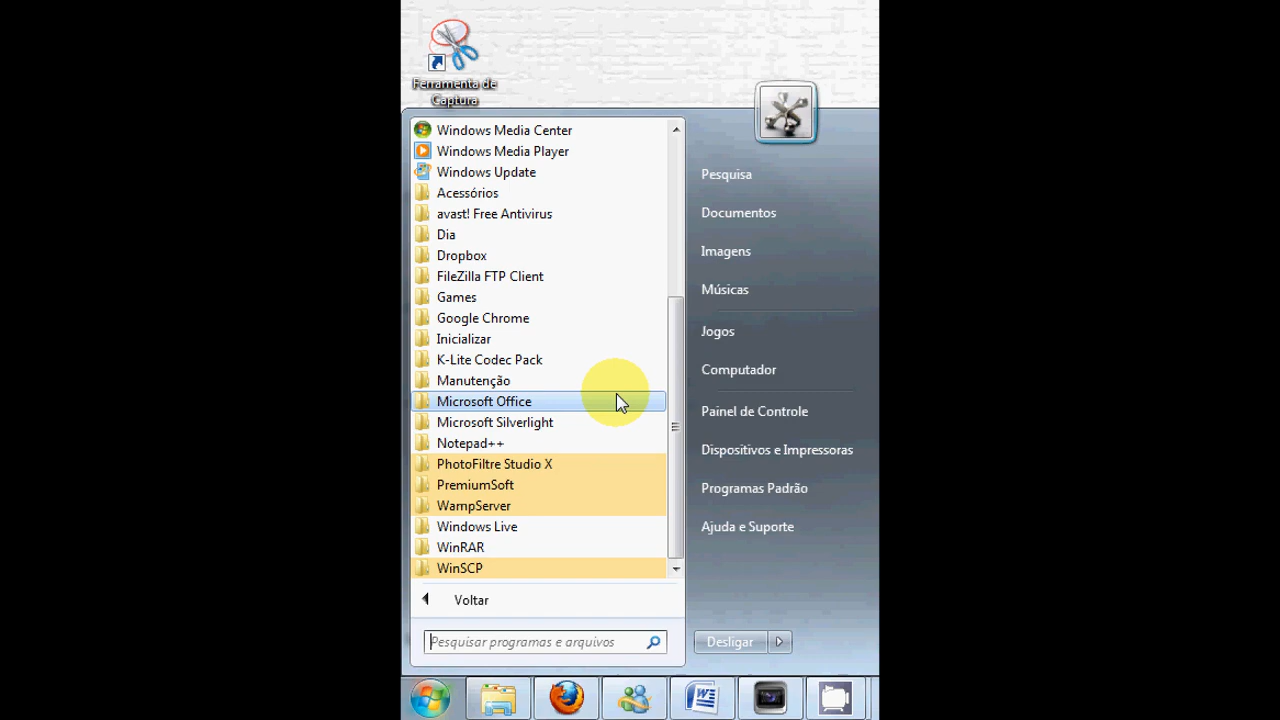 Ferramenta de
Captura
Windows Media Center
Windows Media Player
Windows Update
Acessórios
avast! Free Antivirus
Dia
Dropbox
FileZilla FTP Client
Games
Google Chrome
Inicializar
K-Lite Codec Pack
Manutenção
Microsoft Office
Microsoft Silverlight
Notepad++
PhotoFiltre Studio X
PremiumSoft
WampServer
Windows Live
WinRAR
WinSCP
Voltar
Pesquisar programas e arquivos
Pesquisa
Documentos
Imagens
Músicas
Jogos
Computador
Painel de Controle
Dispositivos e Impressoras
Programas Padrão
Ajuda e Suporte
Desligar
W